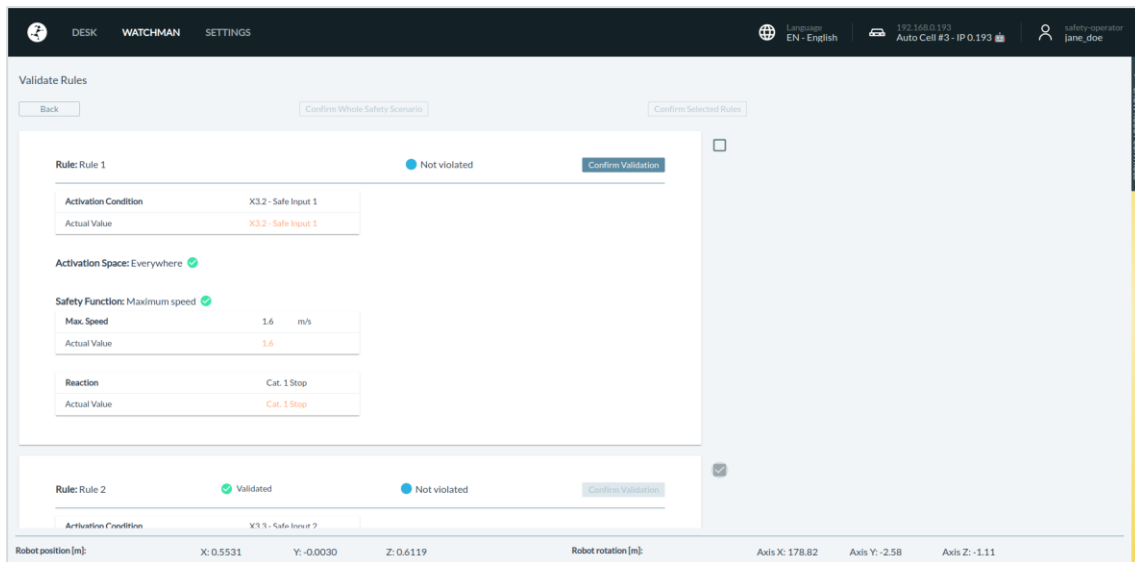 DESK WATCHMAN SETTINGS Language EN - English 192.168.0.193 Auto Cell #3 - IP 0.193 safety-operator jane_doe
Validate Rules
Back Confirm Whole Safety Scenario Confirm Selected Rules
Rule: Rule 1 Not violated Confirm Validation
Activation Condition X3.2 - Safe Input 1
Actual Value X3.2 - Safe Input 1
Activation Space: Everywhere
Safety Function: Maximum speed
Max. Speed 1.6 m/s
Actual Value 1.6
Reaction Cat. 1 Stop
Actual Value Cat. 1 Stop
Rule: Rule 2 Validated Not violated Confirm Validation
Activation Condition X3.3 - Safe Input 2
Robot position [m]: X: 0.5531 Y: -0.0030 Z: 0.6119 Robot rotation [m]: Axis X: 178.82 Axis Y: -2.58 Axis Z: -1.11